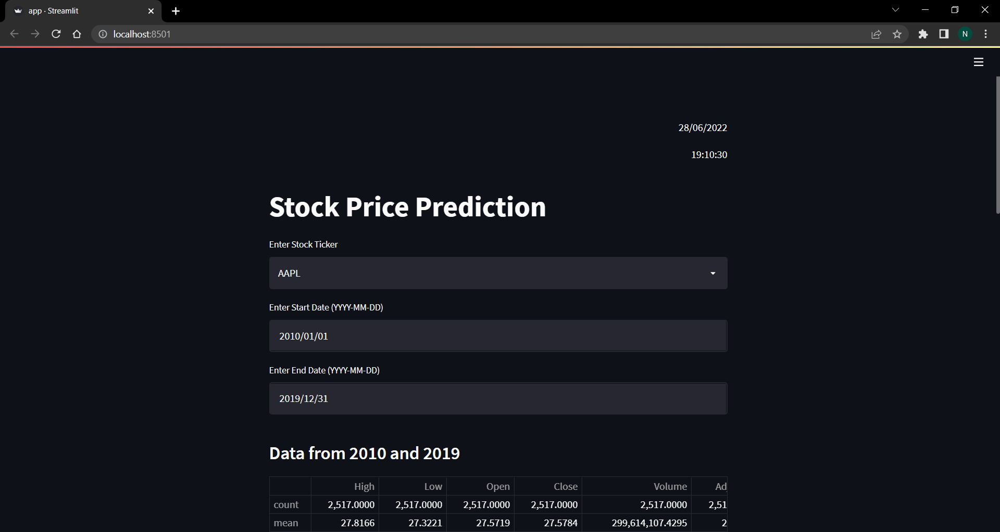 app · Streamlit
localhost:8501
N
28/06/2022
19:10:30
Stock Price Prediction
Enter Stock Ticker
AAPL
Enter Start Date (YYYY-MM-DD)
2010/01/01
Enter End Date (YYYY-MM-DD)
2019/12/31
Data from 2010 and 2019
High Low Open Close Volume Ad
count 2,517.0000 2,517.0000 2,517.0000 2,517.0000 2,517.0000 2,51
mean 27.8166 27.3221 27.5719 27.5784 299,614,107.4295 2